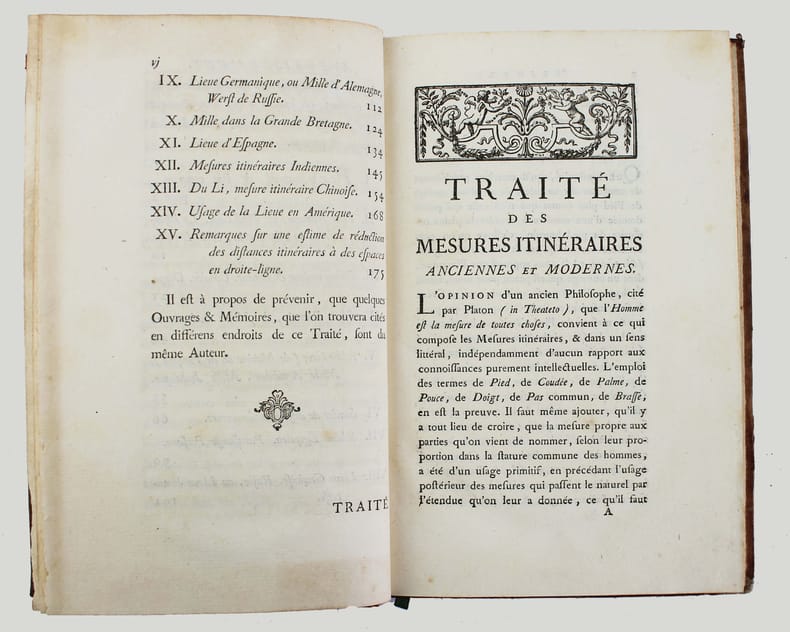 vj
IX. Lieue Germanique, ou Mille d'Alemagne,
Werſt de Ruſſie. 112
X. Mille dans la Grande Bretagne. 124
XI. Lieue d'Eſpagne. 134
XII. Meſures itinéraires Indiennes. 145
XIII. Du Li, meſure itinéraire Chinoiſe. 154
XIV. Uſage de la Lieue en Amérique. 168
XV. Remarques ſur une eſtime de réduction
des diſtances itinéraires à des eſpaces
en droite-ligne. 175
Il eſt à propos de prévenir, que quelques
Ouvrages & Mémoires, que l'on trouvera cités
en différens endroits de ce Traité, ſont du
même Auteur.
TRAITÉ
TRAITÉ
DES
MESURES ITINÉRAIRES
ANCIENNES ET MODERNES.
L'OPINION d'un ancien Philoſophe, cité
par Platon (in Theateto), que l'Homme
eſt la meſure de toutes choſes, convient à ce qui
compoſe les Meſures itinéraires, & dans un ſens
littéral, indépendamment d'aucun rapport aux
connoiſſances purement intellectuelles. L'emploi
des termes de Pied, de Coudée, de Palme, de
Pouce, de Doigt, de Pas commun, de Braſſe,
en eſt la preuve. Il faut même ajouter, qu'il y
a tout lieu de croire, que la meſure propre aux
parties qu'on vient de nommer, ſelon leur pro-
portion dans la ſtature commune des hommes,
a été d'un uſage primitif, en précédant l'uſage
poſtérieur des meſures qui paſſent le naturel par
l'étendue qu'on leur a donnée, ce qu'il faut
A